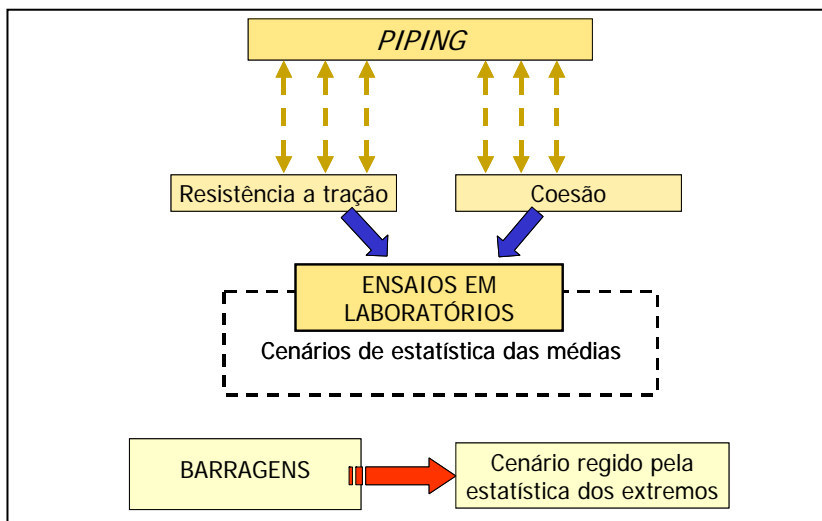 PIPING
Resistência a tração
Coesão
ENSAIOS EM
LABORATÓRIOS
Cenários de estatística das médias
BARRAGENS
Cenário regido pela
estatística dos extremos